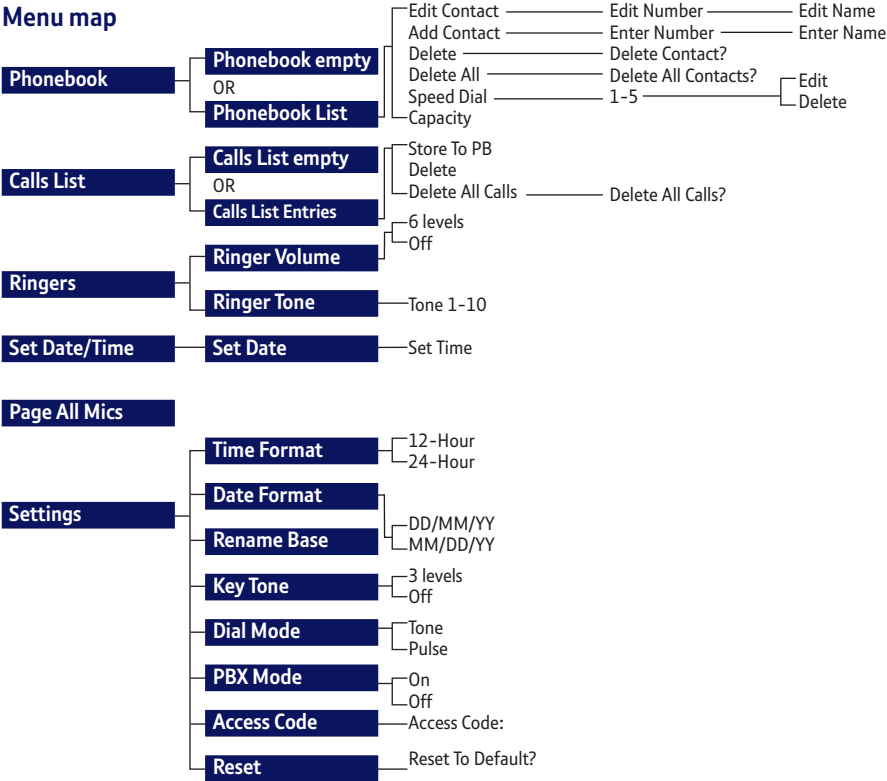 Menu map
Edit Contact Edit Number Edit Name
Add Contact Enter Number Enter Name
Phonebook empty Delete Delete Contact?
Phonebook OR Delete All Delete All Contacts? Edit
Phonebook List Speed Dial 1-5 Delete
Capacity
Calls List empty Store To PB
Calls List OR Delete
Calls List Entries Delete All Calls Delete All Calls?
6 levels
Ringer Volume Off
Ringers
Ringer Tone Tone 1-10
Set Date/Time Set Date Set Time
Page All Mics
Time Format 12-Hour
24-Hour
Date Format
Settings DD/MM/YY
Rename Base MM/DD/YY
Key Tone 3 levels
Off
Dial Mode Tone
Pulse
PBX Mode On
Off
Access Code Access Code:
Reset Reset To Default?